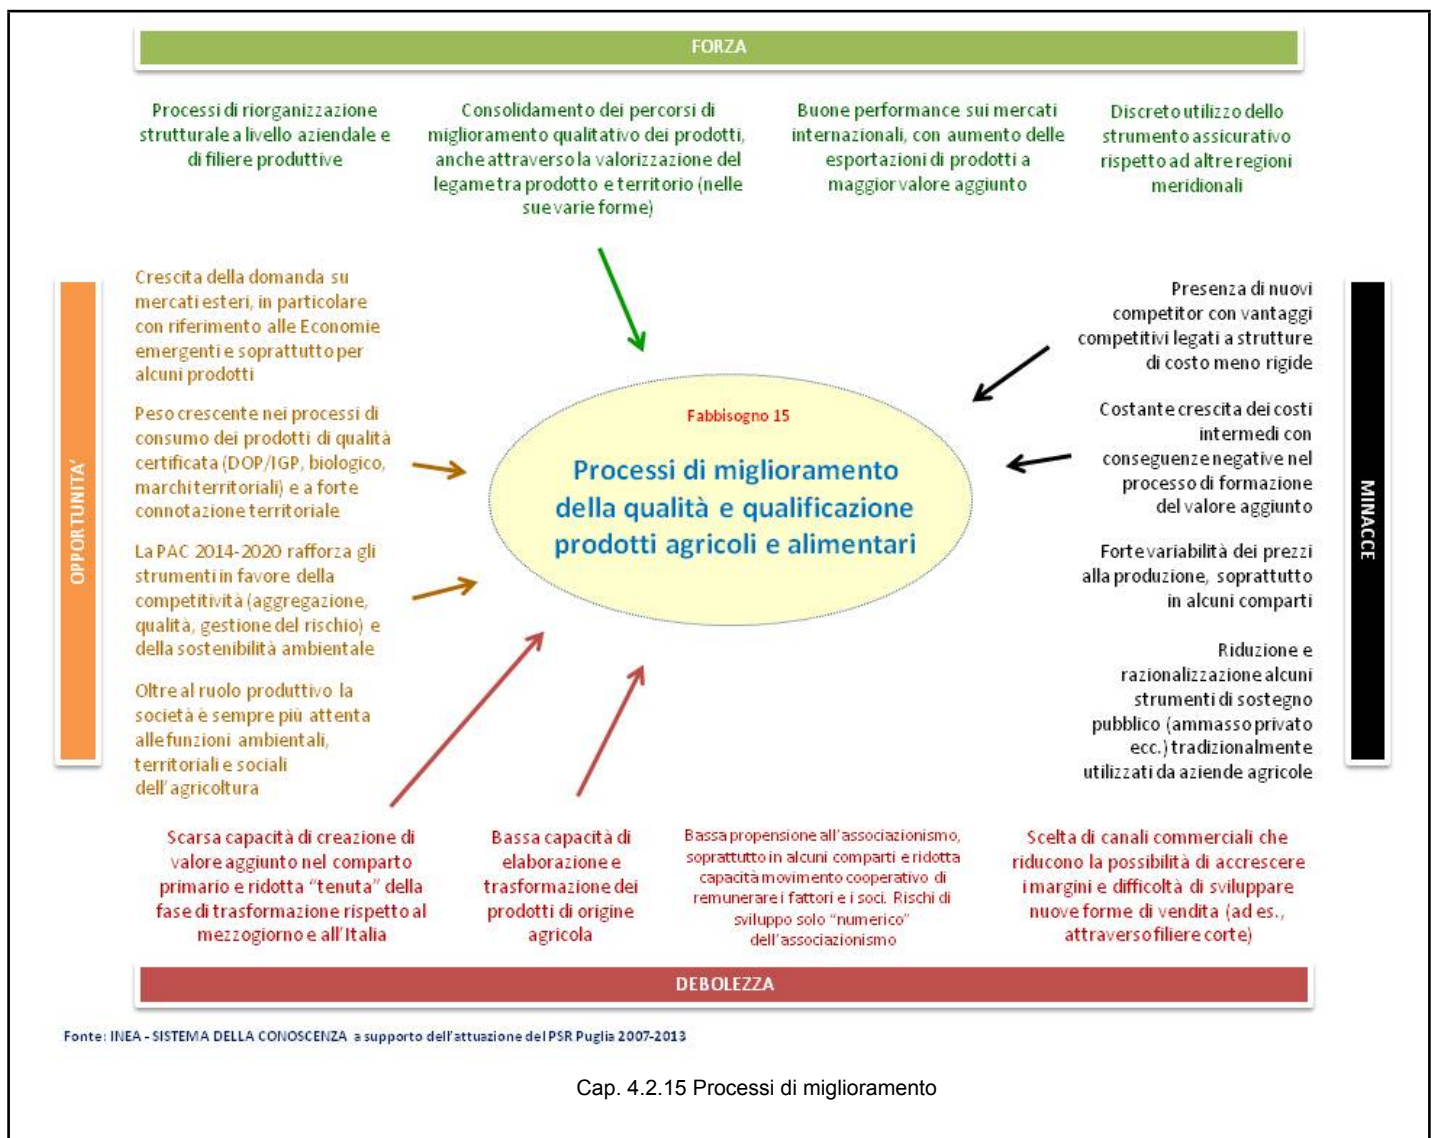 FORZA
Processi di riorganizzazione
strutturale a livello aziendale e
di filiere produttive
Consolidamento dei percorsi di
miglioramento qualitativo dei prodotti,
anche attraverso la valorizzazione del
legame tra prodotto e territorio (nelle
sue varie forme)
Buone performance sui mercati
internazionali, con aumento delle
esportazioni di prodotti a
maggior valore aggiunto
Discreto utilizzo dello
strumento assicurativo
rispetto ad altre regioni
meridionali
OPPORTUNITA’
Crescita della domanda su
mercati esteri, in particolare
con riferimento alle Economie
emergenti e soprattutto per
alcuni prodotti
Peso crescente nei processi di
consumo dei prodotti di qualità
certificata (DOP/IGP, biologico,
marchi territoriali) e a forte
connotazione territoriale
La PAC 2014-2020 rafforza gli
strumenti in favore della
competitività (aggregazione,
qualità, gestione del rischio) e
della sostenibilità ambientale
Oltre al ruolo produttivo la
società è sempre più attenta
alle funzioni ambientali,
territoriali e sociali
dell’agricoltura
Fabbisogno 15
Processi di miglioramento
della qualità e qualificazione
prodotti agricoli e alimentari
Presenza di nuovi
competitor con vantaggi
competitivi legati a strutture
di costo meno rigide
Costante crescita dei costi
intermedi con
conseguenze negative nel
processo di formazione
del valore aggiunto
Forte variabilità dei prezzi
alla produzione, soprattutto
in alcuni comparti
Riduzione e
razionalizzazione alcuni
strumenti di sostegno
pubblico (ammasso privato
ecc.) tradizionalmente
utilizzati da aziende agricole
MINACCE
Scarsa capacità di creazione di
valore aggiunto nel comparto
primario e ridotta “tenuta” della
fase di trasformazione rispetto al
mezzogiorno e all’Italia
Bassa capacità di
elaborazione e
trasformazione dei
prodotti di origine
agricola
Bassa propensione all’associazionismo,
soprattutto in alcuni comparti e ridotta
capacità movimento cooperativo di
remunerare i fattori e i soci. Rischi di
sviluppo solo “numerico”
dell’associazionismo
Scelta di canali commerciali che
riducono la possibilità di accrescere
i margini e difficoltà di sviluppare
nuove forme di vendita (ad es.,
attraverso filiere corte)
DEBOLEZZA
Fonte: INEA - SISTEMA DELLA CONOSCENZA a supporto dell’attuazione del PSR Puglia 2007-2013
Cap. 4.2.15 Processi di miglioramento